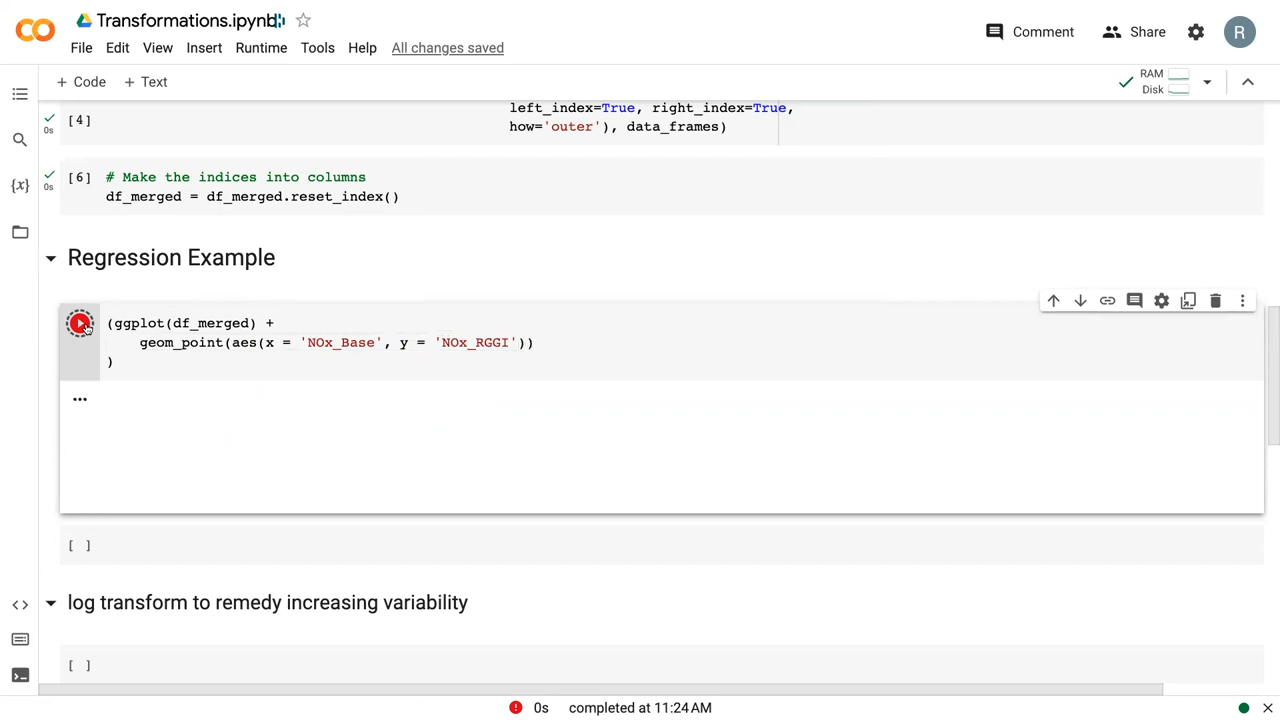 Transformations.ipynb
File Edit View Insert Runtime Tools Help All changes saved
Comment Share R
+ Code + Text
RAM
Disk
left_index=True, right_index=True,
[4] how='outer'), data_frames)
0s
[6] # Make the indices into columns
0s
df_merged = df_merged.reset_index()
Regression Example
(ggplot(df_merged) +
geom_point(aes(x = 'NOx_Base', y = 'NOx_RGGI'))
)
...
[ ]
log transform to remedy increasing variability
[ ]
0s completed at 11:24 AM